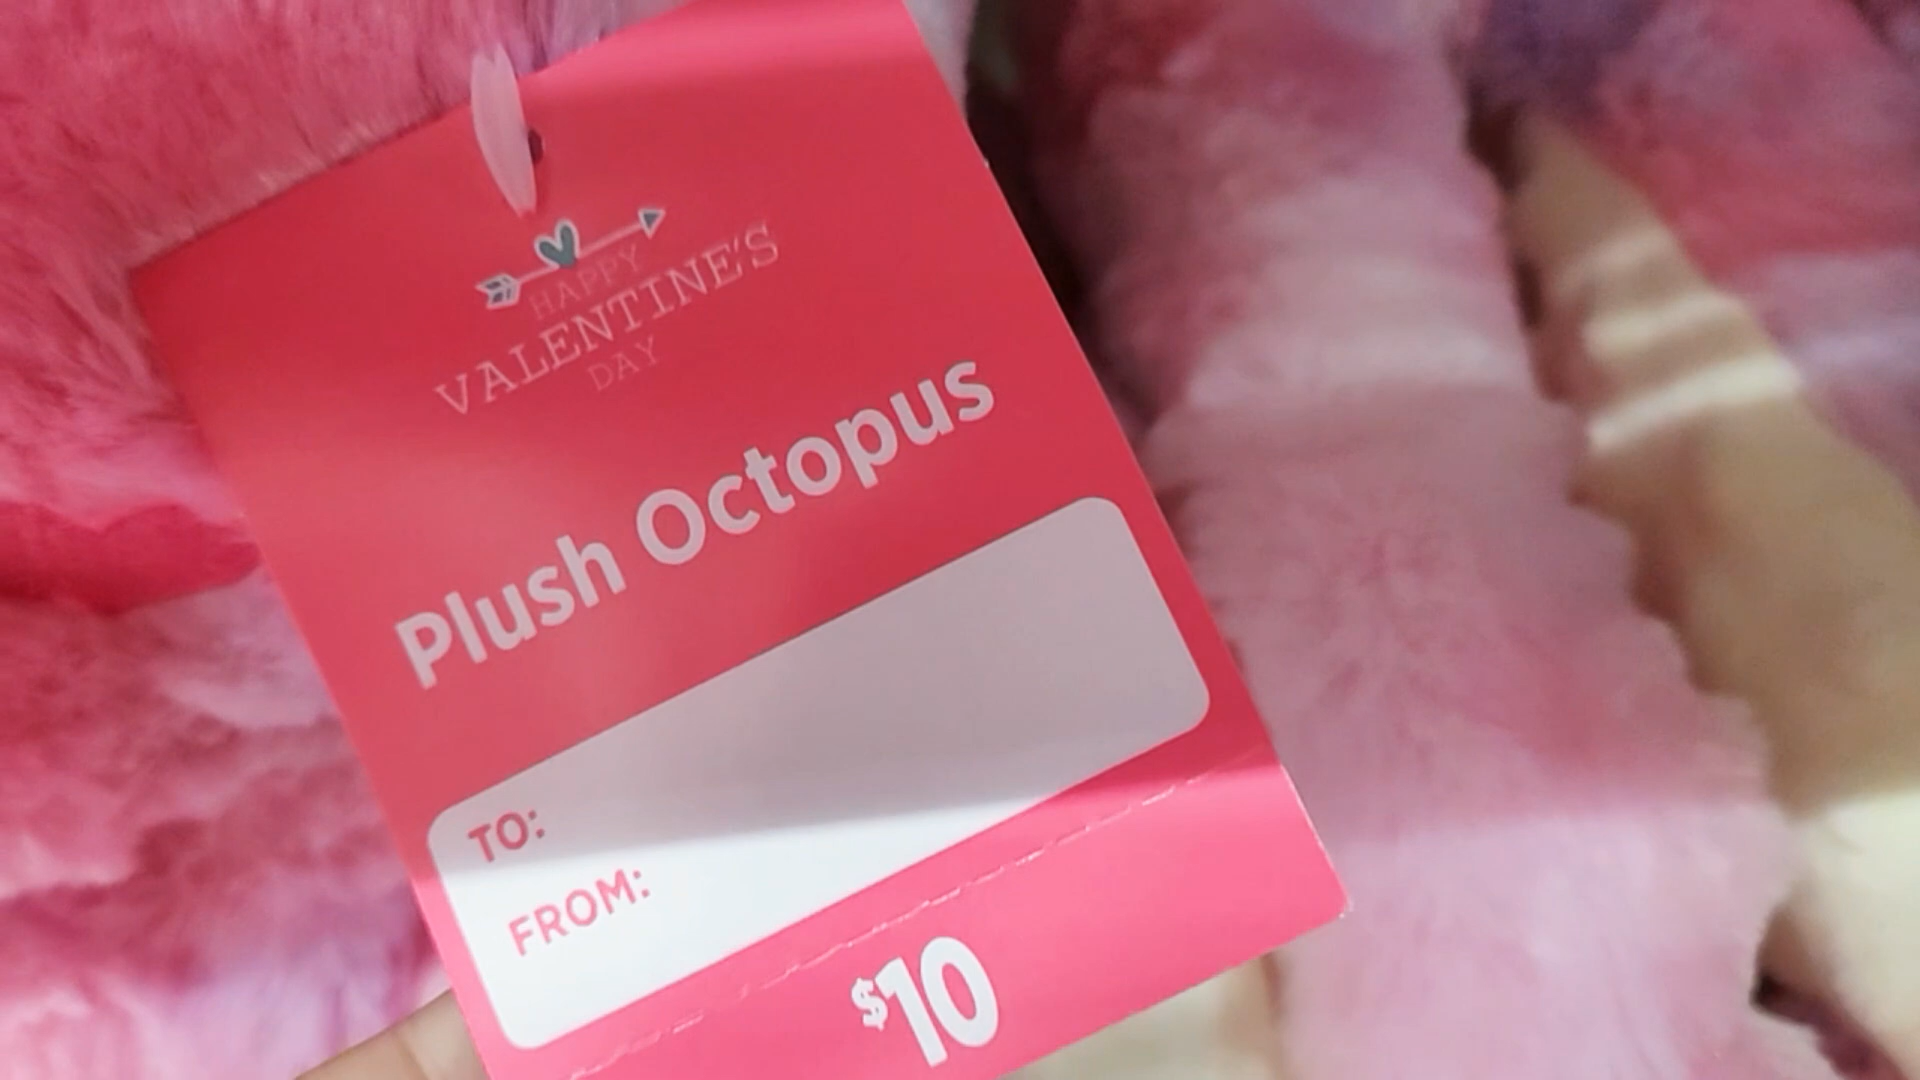 HAPPY
VALENTINE'S
DAY
Plush Octopus
TO:
FROM:
$10